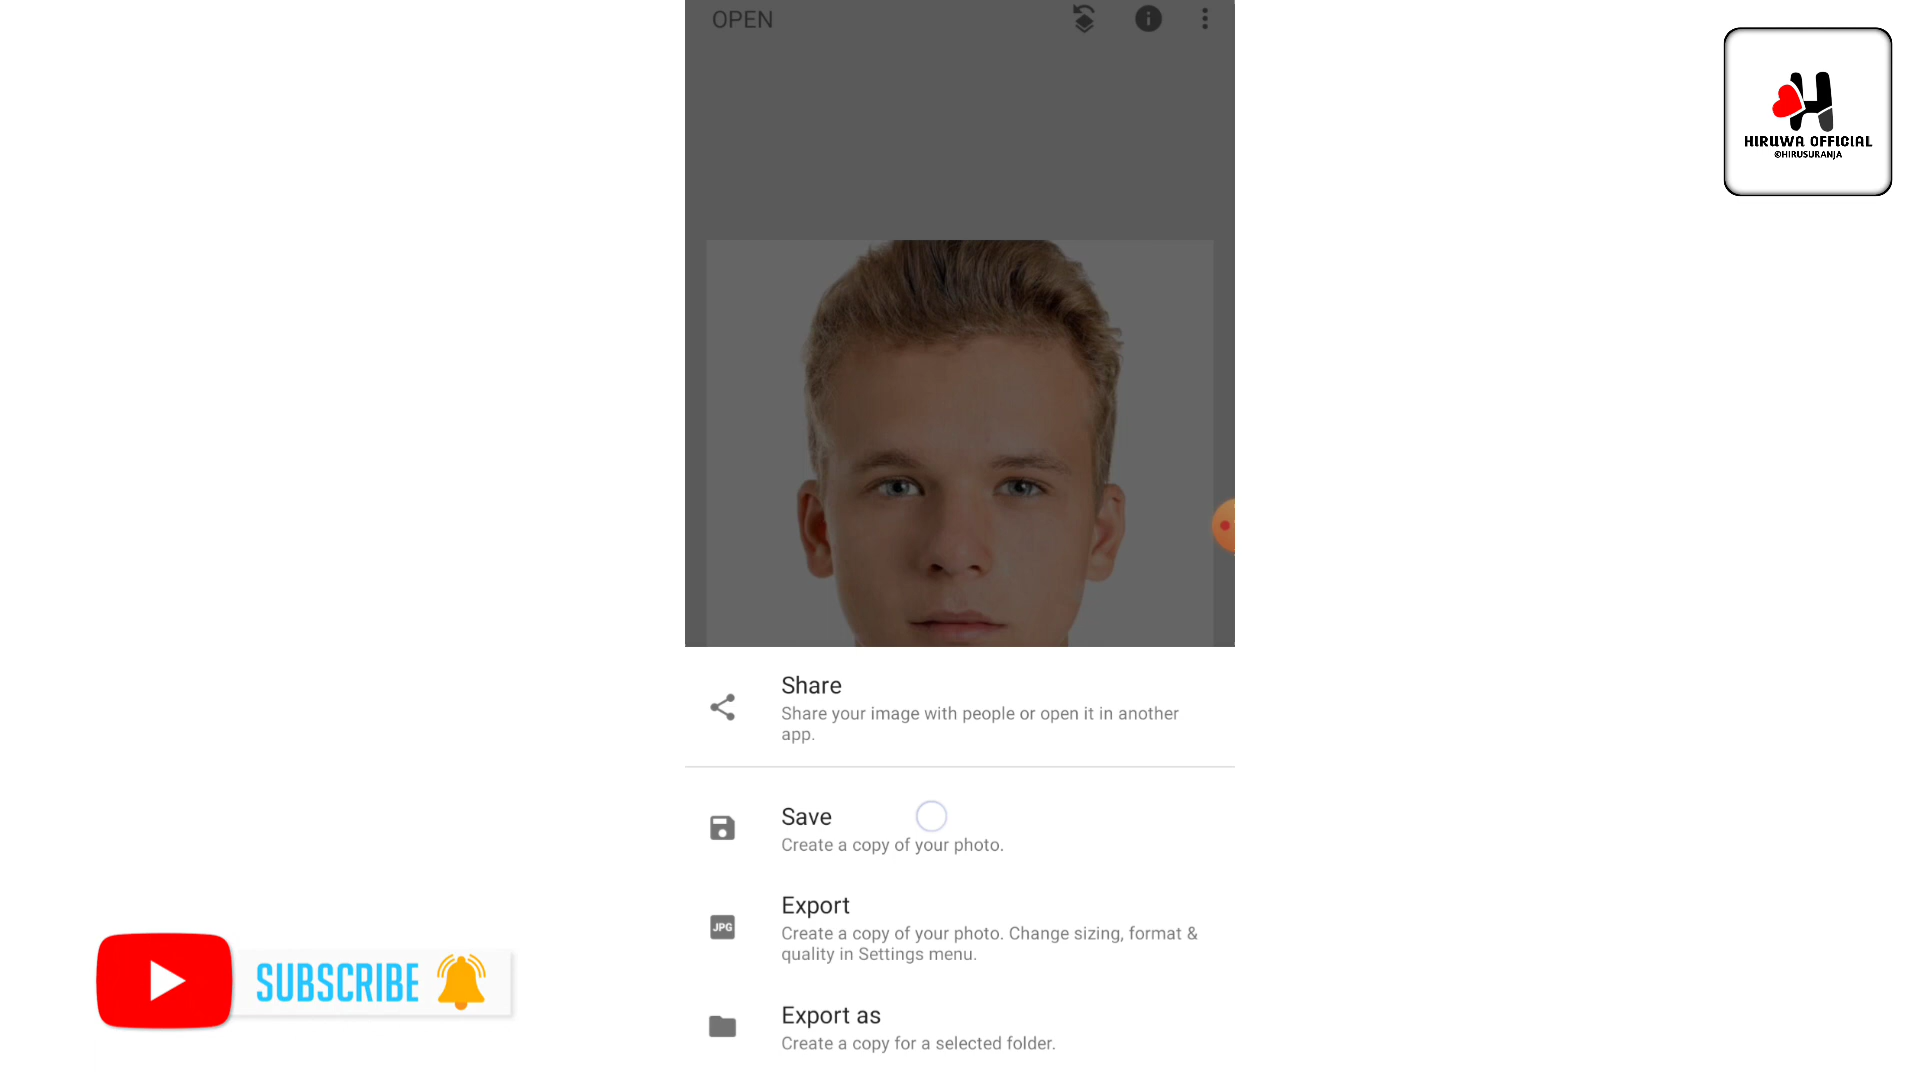 OPEN
HIRUWA OFFICIAL
©HIRUSURANJA
Share
Share your image with people or open it in another
app.
Save
Create a copy of your photo.
JPG
Export
Create a copy of your photo. Change sizing, format &
quality in Settings menu.
Export as
Create a copy for a selected folder.
SUBSCRIBE